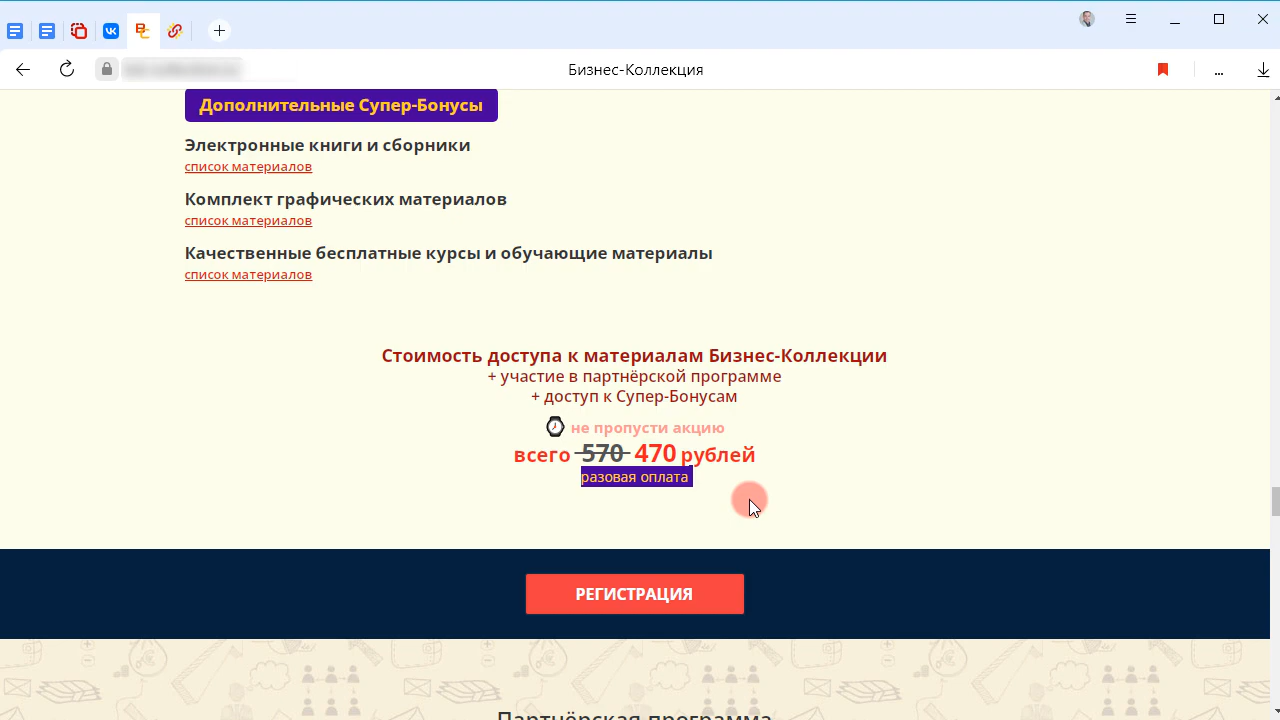 Бизнес-Коллекция
...
Дополнительные Супер-Бонусы
Электронные книги и сборники
список материалов
Комплект графических материалов
список материалов
Качественные бесплатные курсы и обучающие материалы
список материалов
Стоимость доступа к материалам Бизнес-Коллекции
+ участие в партнёрской программе
+ доступ к Супер-Бонусам
не пропусти акцию
всего 570 470 рублей
разовая оплата
РЕГИСТРАЦИЯ
Партнёрская программа